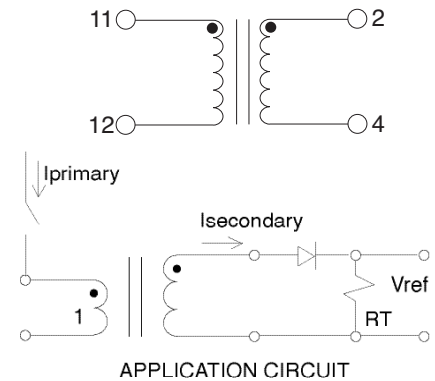 11
2
12
4
Iprimary
Isecondary
1
Vref
RT
APPLICATION CIRCUIT